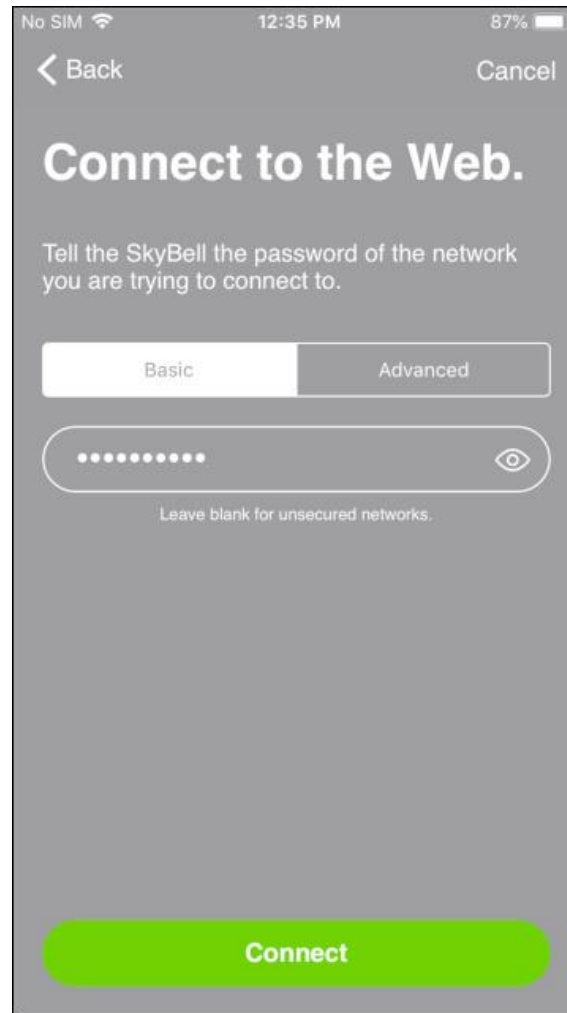 No SIM 12:35 PM 87%
Back Cancel
Connect to the Web.
Tell the SkyBell the password of the network
you are trying to connect to.
Basic Advanced
••••••••••
Leave blank for unsecured networks.
Connect